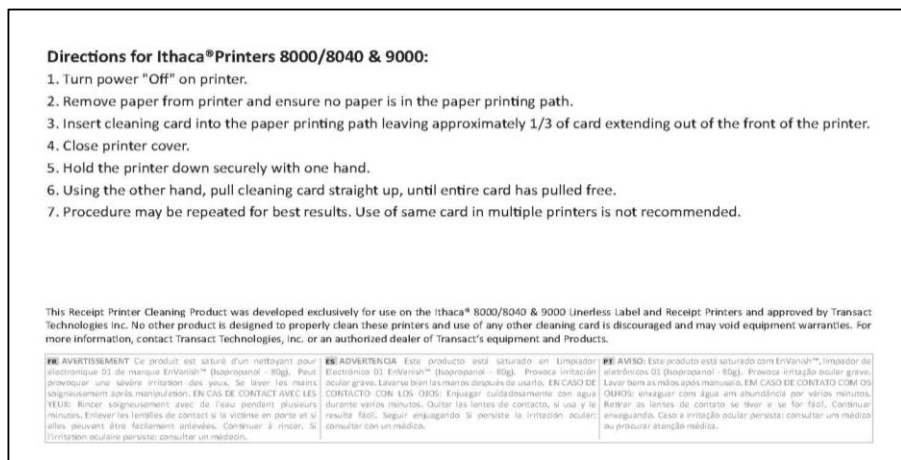 Directions for Ithaca® Printers 8000/8040 & 9000:
1. Turn power "Off" on printer.
2. Remove paper from printer and ensure no paper is in the paper printing path.
3. Insert cleaning card into the paper printing path leaving approximately 1/3 of card extending out of the front of the printer.
4. Close printer cover.
5. Hold the printer down securely with one hand.
6. Using the other hand, pull cleaning card straight up, until entire card has pulled free.
7. Procedure may be repeated for best results. Use of same card in multiple printers is not recommended.
This Receipt Printer Cleaning Product was developed exclusively for use on the Ithaca® 8000/8040 & 9000 Linerless Label and Receipt Printers and approved by Transact
Technologies Inc. No other product is designed to properly clean these printers and use of any other cleaning card is discouraged and may void equipment warranties. For
more information, contact Transact Technologies, Inc. or an authorized dealer of Transact's equipment and Products.
FR AVERTISSEMENT Ce produit est saturé d'un nettoyant pour
électronique 01 de marque EnVanish™ (Isopropanol - 80g). Peut
provoquer une sévère irritation des yeux. Se laver les mains
soigneusement après manipulation. EN CAS DE CONTACT AVEC LES
YEUX: Rincer soigneusement avec de l'eau pendant plusieurs
minutes. Enlever les lentilles de contact si la victime en porte et si
elles peuvent être facilement enlevées. Continuer à rincer. Si
l'irritation oculaire persiste: consulter un médecin.
ES ADVERTENCIA Este producto está saturado en Limpiador
Electrónico 01 EnVanish™ (Isopropanol - 80g). Provoca irritación
ocular grave. Lavarse bien las manos después de usarlo. EN CASO DE
CONTACTO CON LOS OJOS: Enjuagar cuidadosamente con agua
durante varios minutos. Quitar las lentes de contacto, si usa y le
resulta fácil. Seguir enjuagando Si persiste la irritación ocular:
consultar con un médico.
PT AVISO: Este produto está saturado com EnVanish™, limpador de
eletrônicos 01 (Isopropanol - 80g). Provoca irritação ocular grave.
Lavar bem as mãos após manuseio. EM CASO DE CONTATO COM OS
OLHOS: enxaguar com água em abundância por vários minutos.
Retirar as lentes de contato se tiver e se for fácil. Continuar
enxaguando. Caso a irritação ocular persista: consultar um médico
ou procurar atenção médica.